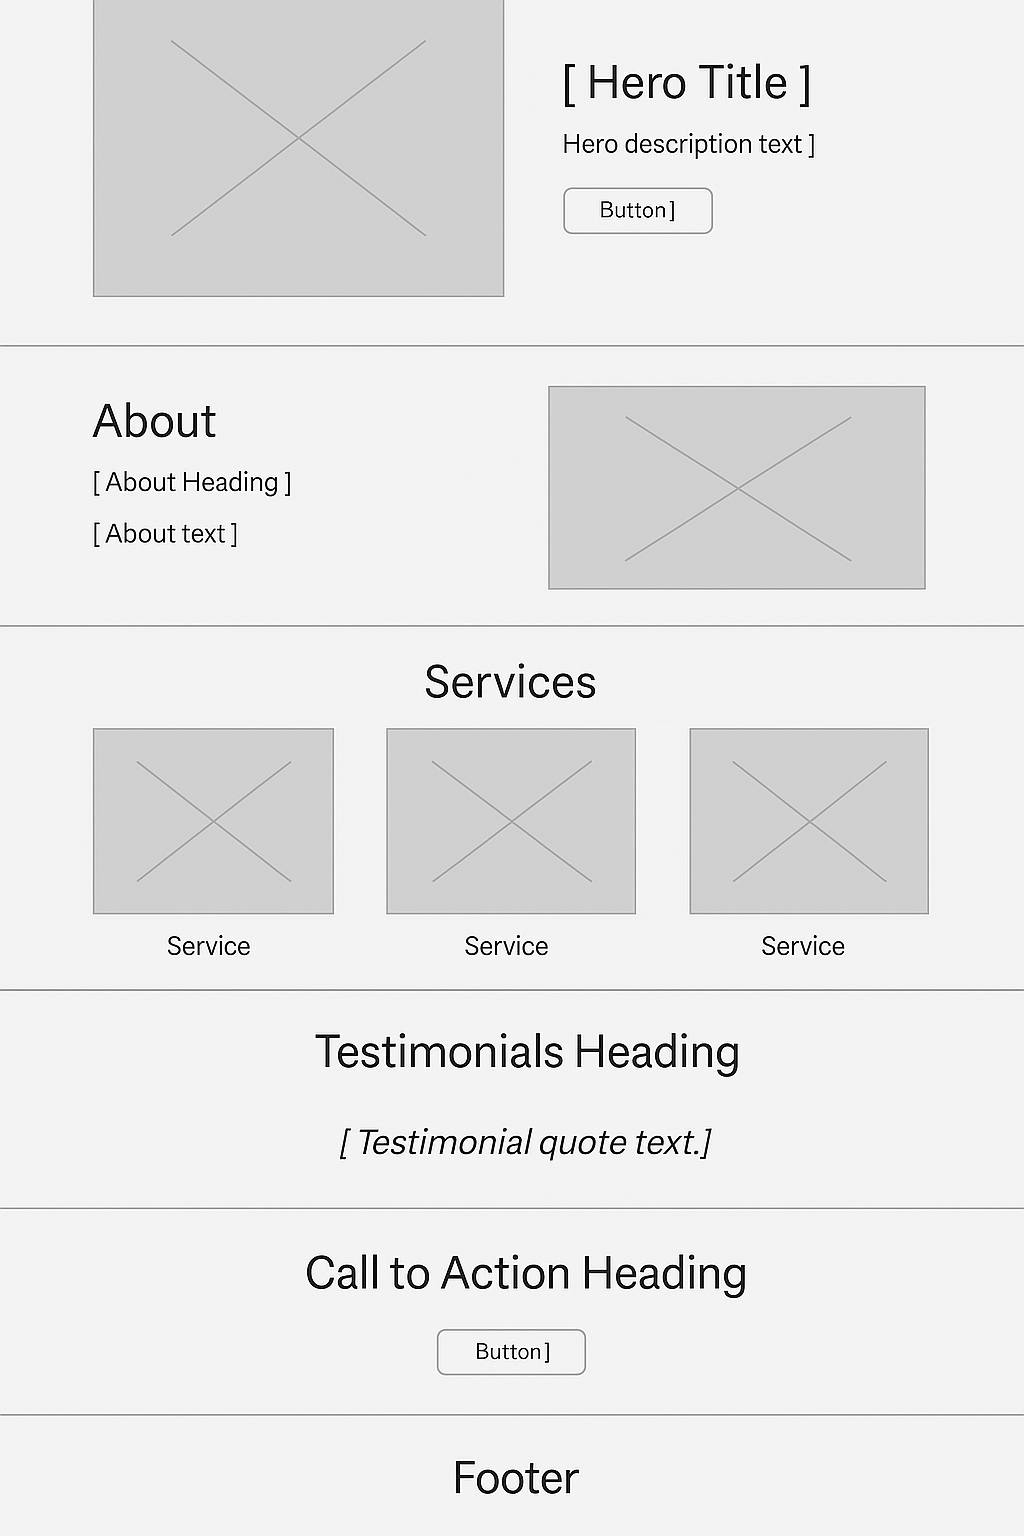 [ Hero Title ]
Hero description text ]
Button]
About
[ About Heading ]
[ About text ]
Services
Service
Service
Service
Testimonials Heading
[ Testimonial quote text.]
Call to Action Heading
Button]
Footer